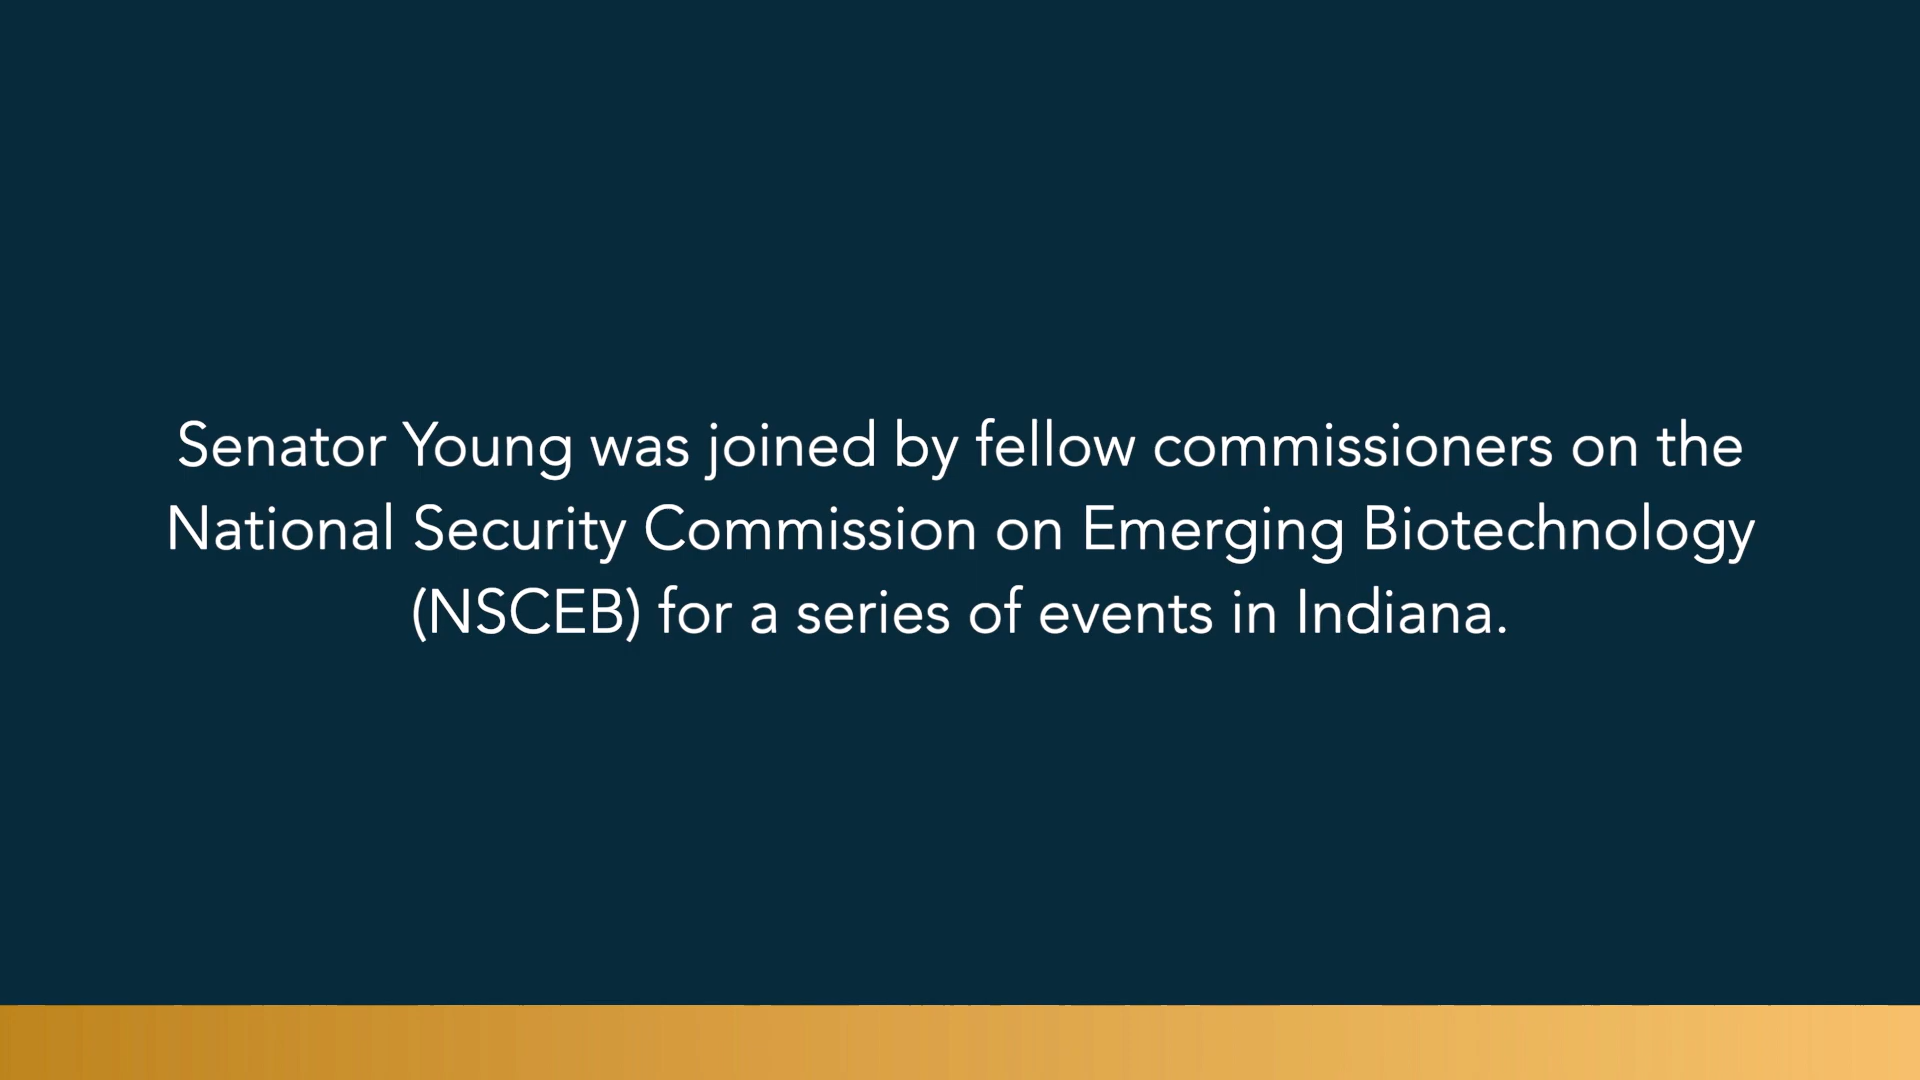 Senator Young was joined by fellow commissioners on the
National Security Commission on Emerging Biotechnology
(NSCEB) for a series of events in Indiana.